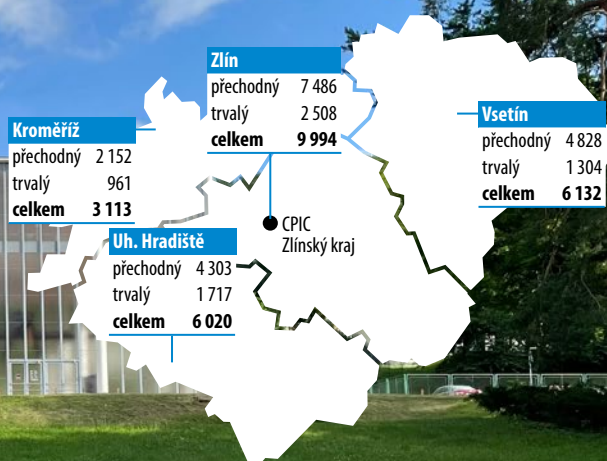 Zlín
přechodný 7 486
trvalý 2 508
celkem 9 994
Kroměříž
přechodný 2 152
trvalý 961
celkem 3 113
Vsetín
přechodný 4 828
trvalý 1 304
celkem 6 132
CPIC
Zlínský kraj
Uh. Hradiště
přechodný 4 303
trvalý 1 717
celkem 6 020